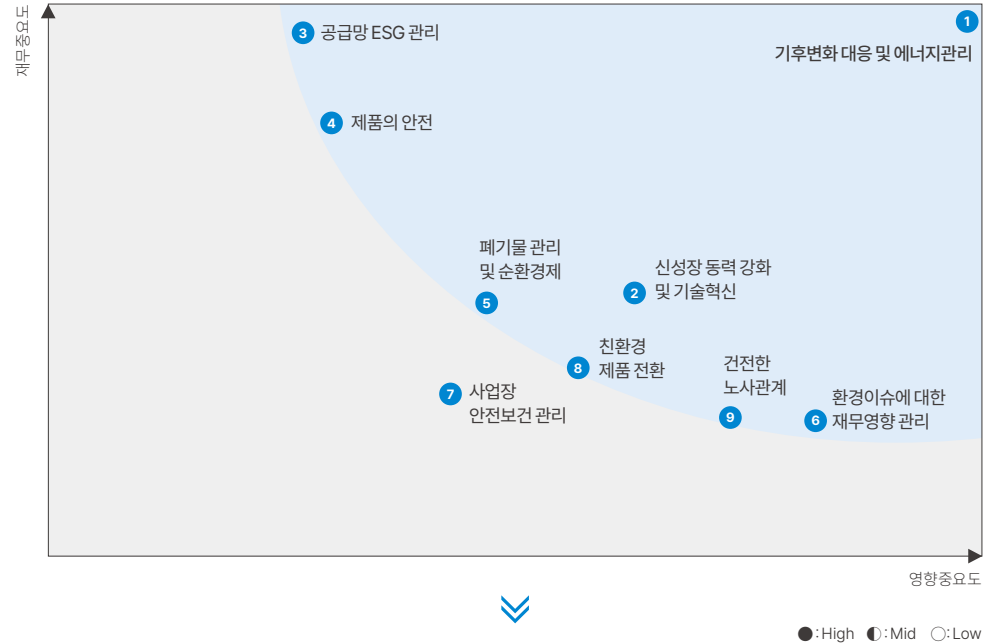 재무중요도
3 공급망 ESG 관리
1
기후변화 대응 및 에너지관리
4 제품의 안전
폐기물 관리
및 순환경제
5
신성장 동력 강화
2 및 기술혁신
친환경
8 제품 전환
건전한
노사관계
9
7 사업장
안전보건 관리
환경이슈에 대한
6 재무영향 관리
영향중요도
●:High ◐:Mid ○:Low